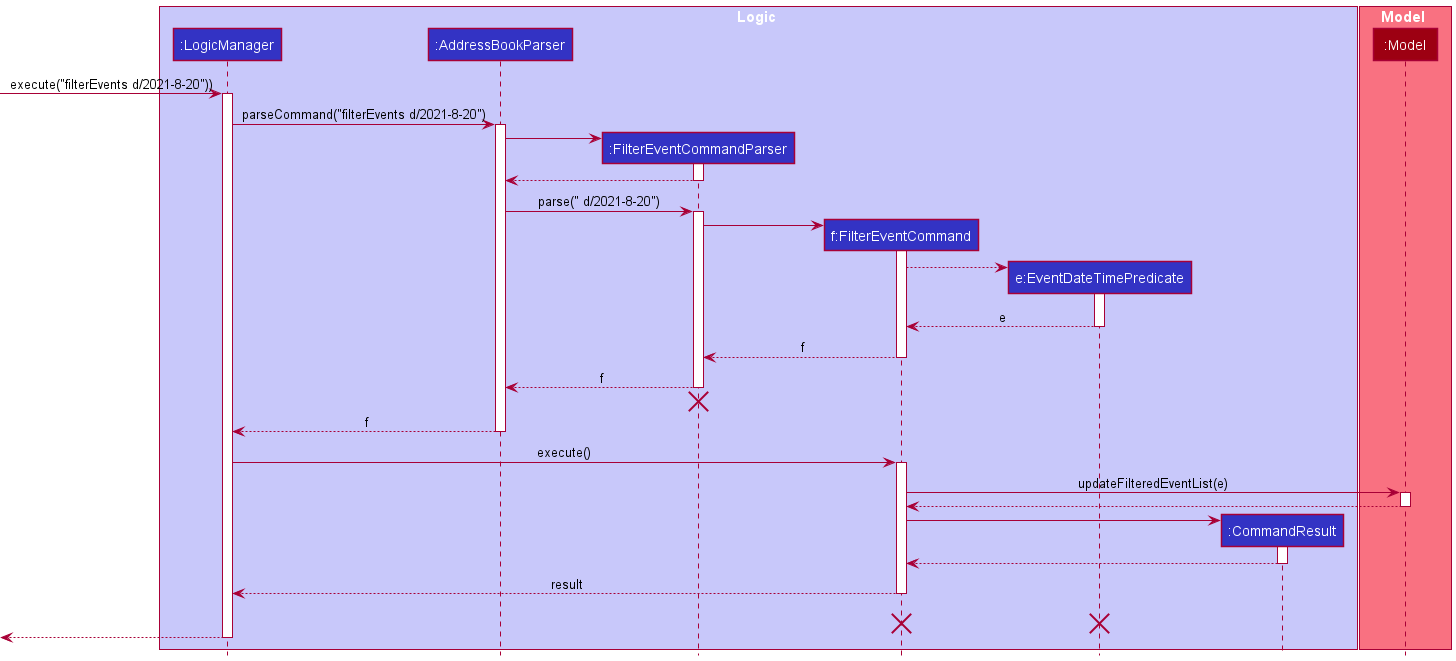 Logic
Model
:LogicManager
:AddressBookParser
:Model
execute("filterEvents d/2021-8-20"))
parseCommand("filterEvents d/2021-8-20")
:FilterEventCommandParser
parse(" d/2021-8-20")
f:FilterEventCommand
e:EventDateTimePredicate
e
f
f
f
execute()
updateFilteredEventList(e)
:CommandResult
result